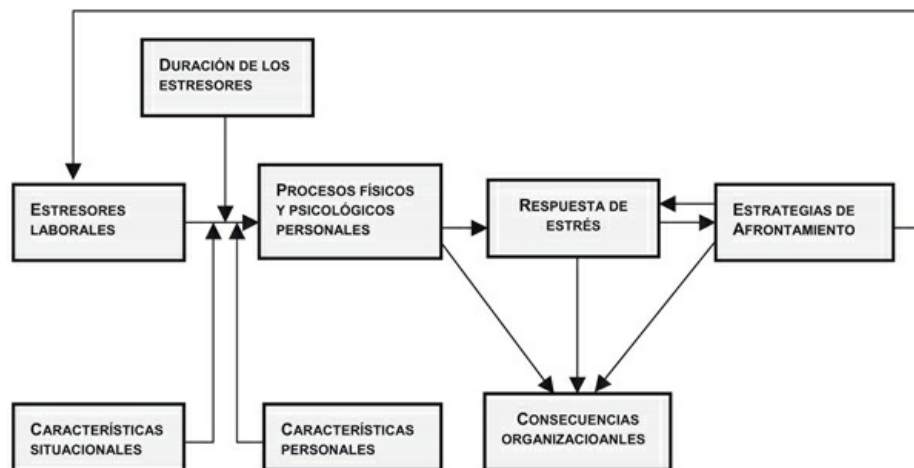 DURACIÓN DE LOS
ESTRESORES
ESTRESORES
LABORALES
PROCESOS FÍSICOS
Y PSICOLÓGICOS
PERSONALES
RESPUESTA DE
ESTRÉS
ESTRATEGIAS DE
AFRONTAMIENTO
CARACTERÍSTICAS
SITUACIONALES
CARACTERÍSTICAS
PERSONALES
CONSECUENCIAS
ORGANIZACIOANLES